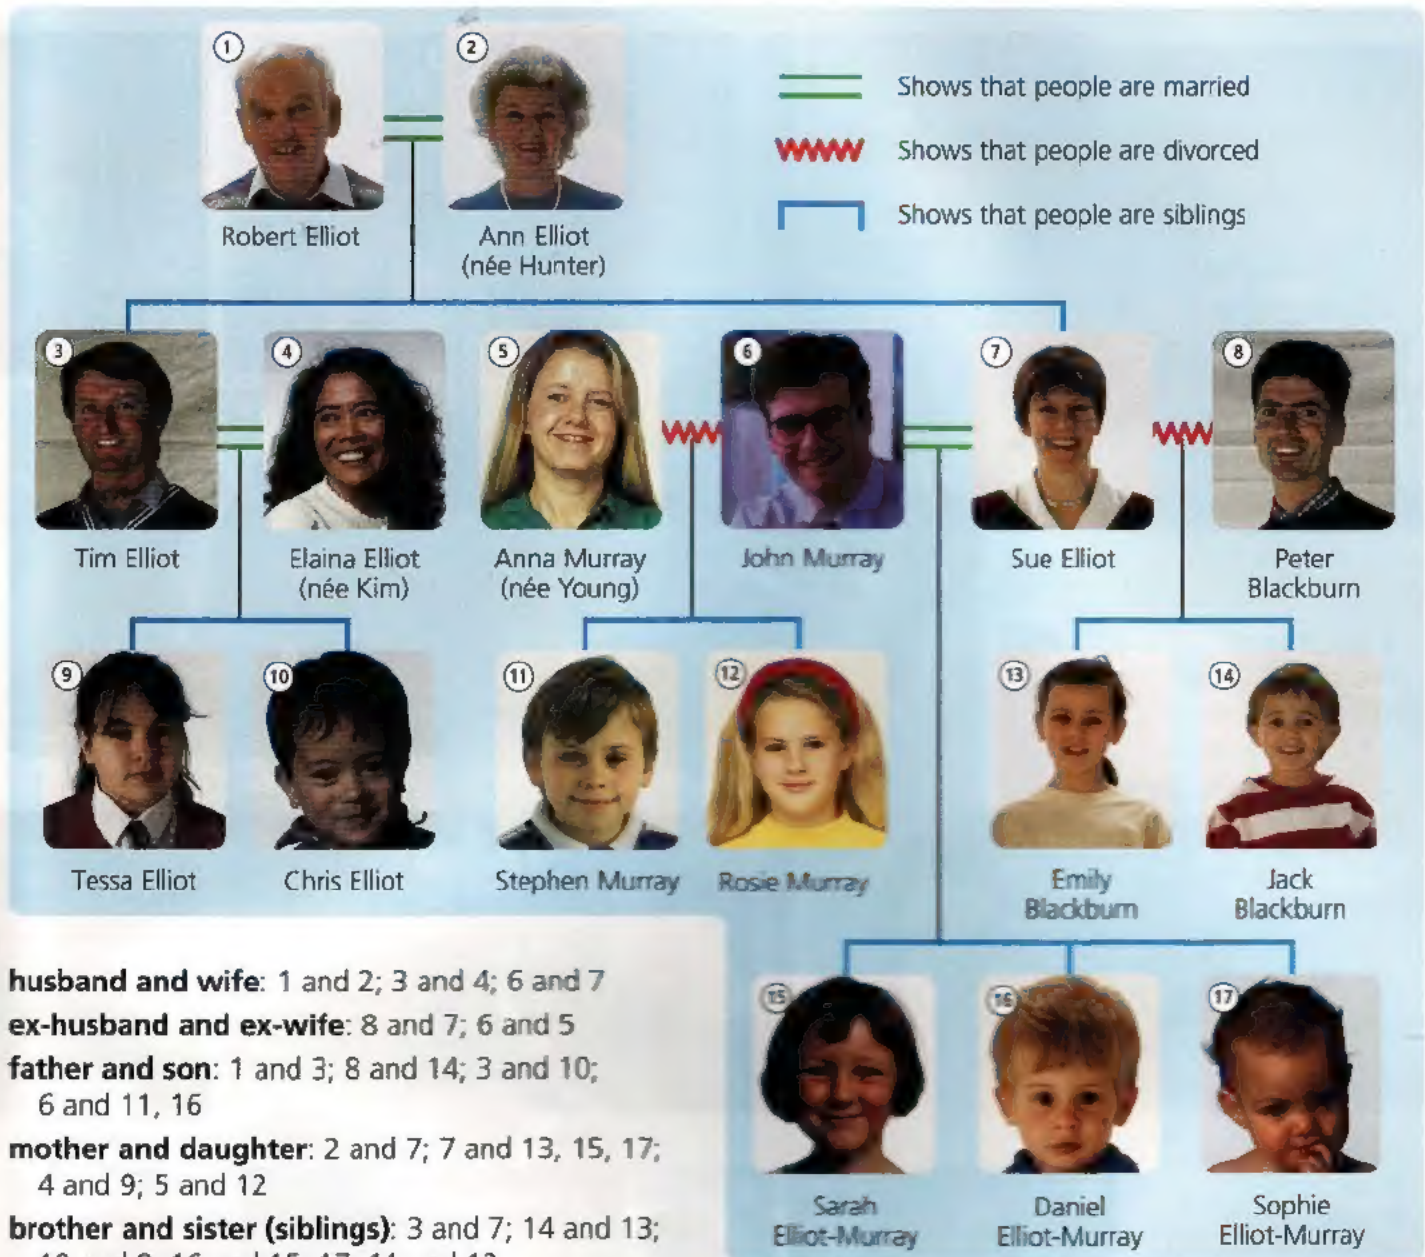 1
2
Shows that people are married
Shows that people are divorced
Shows that people are siblings
Robert Elliot
Ann Elliot
(née Hunter)
3
4
5
6
7
8
Tim Elliot
Elaina Elliot
(née Kim)
Anna Murray
(née Young)
John Murray
Sue Elliot
Peter
Blackburn
9
10
11
12
13
14
Tessa Elliot
Chris Elliot
Stephen Murray
Rosie Murray
Emily
Blackburn
Jack
Blackburn
15
16
17
Sarah
Elliot-Murray
Daniel
Elliot-Murray
Sophie
Elliot-Murray
husband and wife: 1 and 2; 3 and 4; 6 and 7
ex-husband and ex-wife: 8 and 7; 6 and 5
father and son: 1 and 3; 8 and 14; 3 and 10;
6 and 11, 16
mother and daughter: 2 and 7; 7 and 13, 15, 17;
4 and 9; 5 and 12
brother and sister (siblings): 3 and 7; 14 and 13;